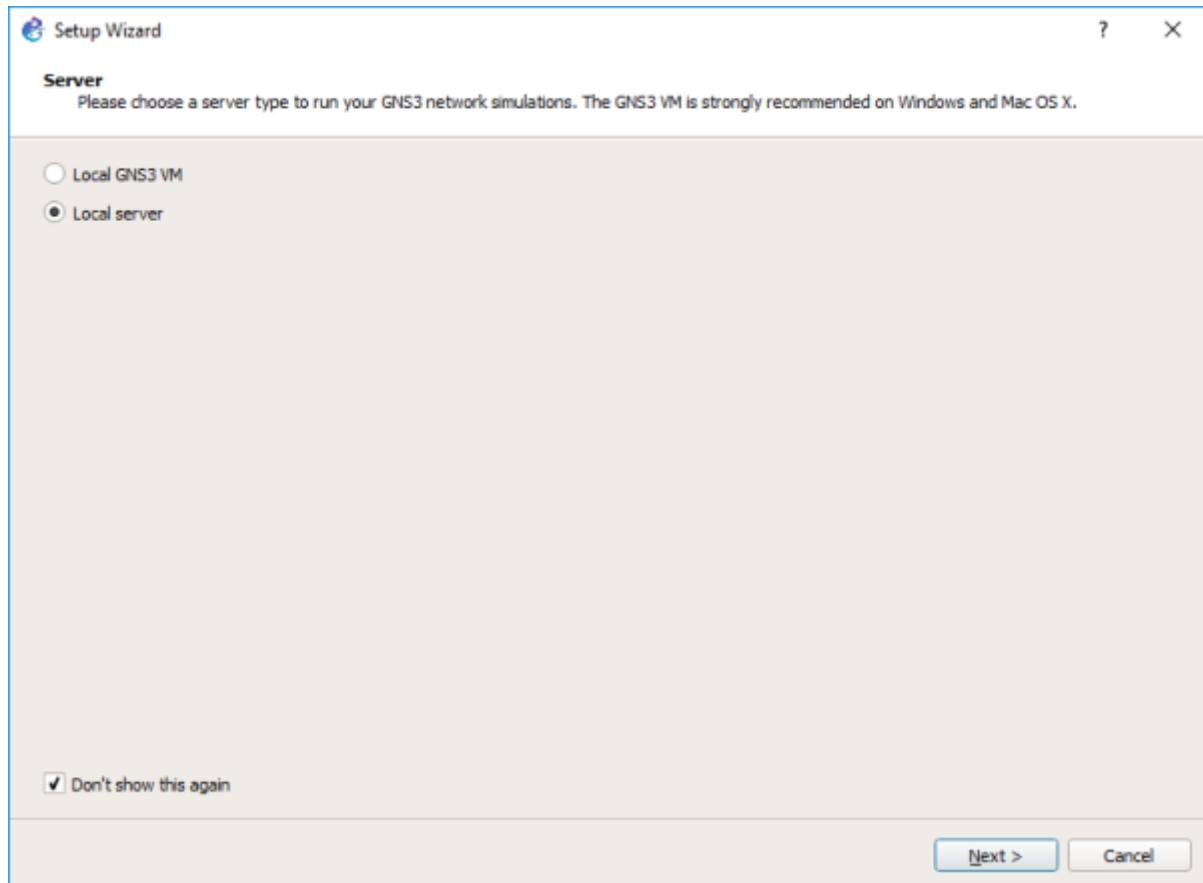 Setup Wizard
?
Server
Please choose a server type to run your GNS3 network simulations. The GNS3 VM is strongly recommended on Windows and Mac OS X.
Local GNS3 VM
Local server
Don't show this again
Next >
Cancel